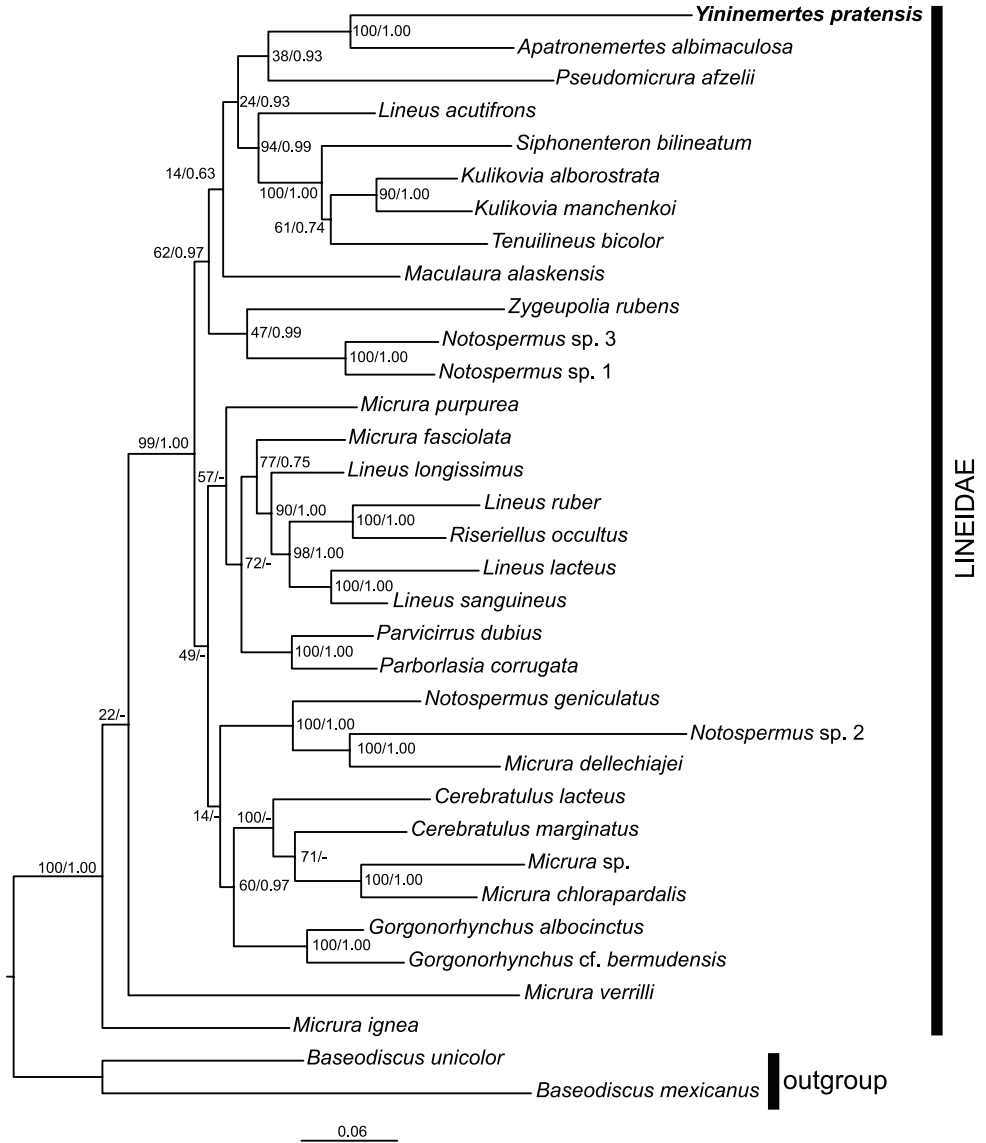 Yininemertes pratensis
100/1.00
Apatronemertes albimaculosa
38/0.93
Pseudomicrura afzelii
24/0.93
Lineus acutifrons
94/0.99
Siphonenteron bilineatum
14/0.63
Kulikovia alborostrata
100/1.00
90/1.00
Kulikovia manchenkoi
61/0.74
Tenuilineus bicolor
62/0.97
Maculaura alaskensis
Zygeupolia rubens
47/0.99
Notospermus sp. 3
100/1.00
Notospermus sp. 1
Micrura purpurea
99/1.00
Micrura fasciolata
77/0.75
Lineus longissimus
57/-
Lineus ruber
90/1.00
100/1.00
Riseriellus occultus
98/1.00
72/-
Lineus lacteus
100/1.00
Lineus sanguineus
Parvicirrus dubius
100/1.00
49/-
Parborlasia corrugata
Notospermus geniculatus
22/-
100/1.00
Notospermus sp. 2
100/1.00
Micrura dellechiajei
Cerebratulus lacteus
14/-
100/-
Cerebratulus marginatus
71/-
Micrura sp.
100/1.00
100/1.00
60/0.97
Micrura chlorapardalis
Gorgonorhynchus albocinctus
100/1.00
Gorgonorhynchus cf. bermudensis
Micrura verrilli
Micrura ignea
LINEIDAE
Baseodiscus unicolor
outgroup
Baseodiscus mexicanus
0.06